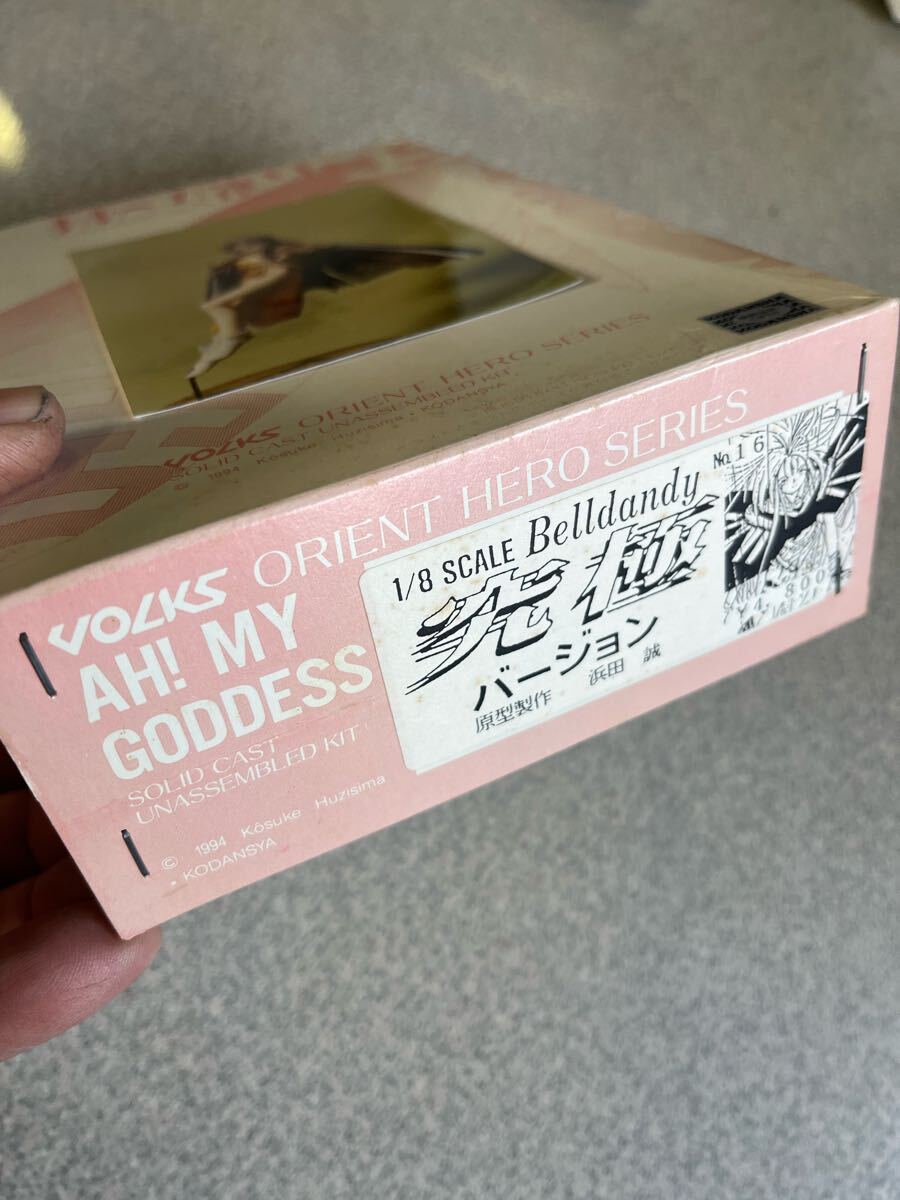 VOLKS ORIENT HERO SERIES
SOLID CAST UNASSEMBLED KIT
© 1994 Kôsuke Huzisima • KODANSYA
VOLKS ORIENT HERO SERIES
AH! MY
GODDESS
SOLID CAST
UNASSEMBLED KIT
© 1994 Kôsuke Huzisima
• KODANSYA
1/8 SCALE Belldandy
No.16
究極
バージョン
原型製作 浜田 誠